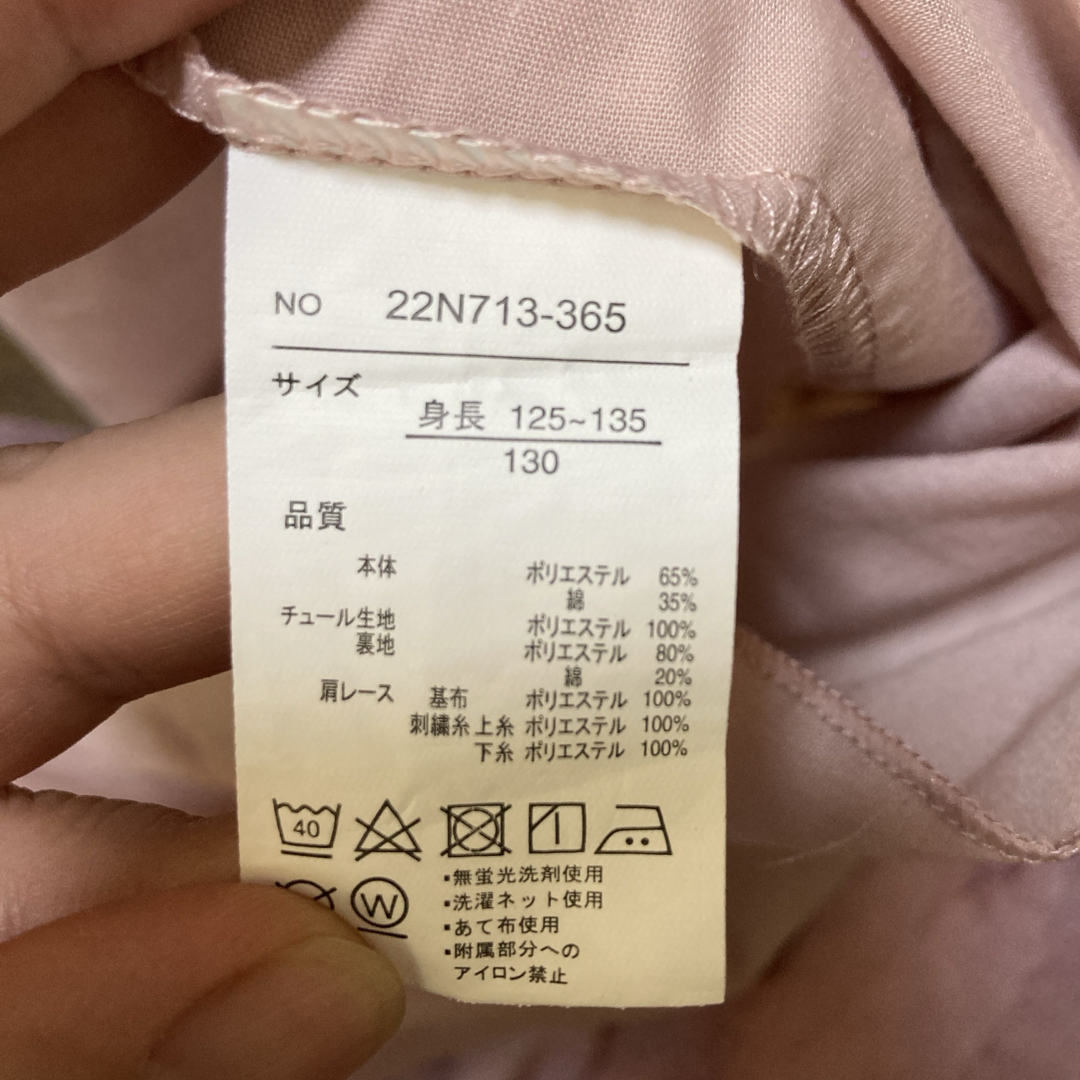 NO 22N713-365
サイズ
身長 125~135
130
品質
本体 ポリエステル 65%
綿 35%
チュール生地 ポリエステル 100%
裏地 ポリエステル 80%
綿 20%
肩レース 基布 ポリエステル 100%
刺繍糸 上糸 ポリエステル 100%
下糸 ポリエステル 100%
40
W
▪無蛍光洗剤使用
▪洗濯ネット使用
▪あて布使用
▪附属部分への
アイロン禁止